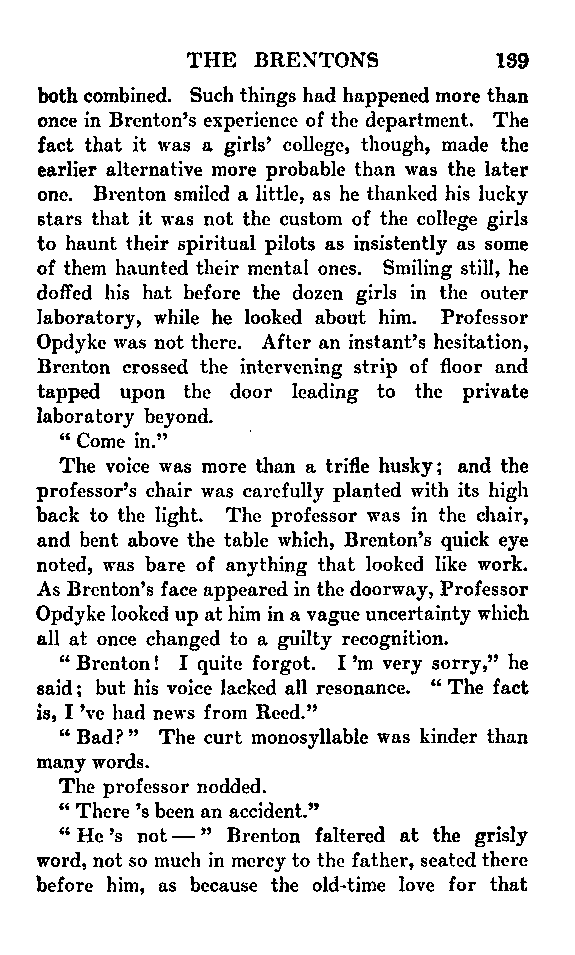 THE BRENTONS 139
both combined. Such things had happened more than
once in Brenton's experience of the department. The
fact that it was a girls' college, though, made the
earlier alternative more probable than was the later
one. Brenton smiled a little, as he thanked his lucky
stars that it was not the custom of the college girls
to haunt their spiritual pilots as insistently as some
of them haunted their mental ones. Smiling still, he
doffed his hat before the dozen girls in the outer
laboratory, while he looked about him. Professor
Opdyke was not there. After an instant's hesitation,
Brenton crossed the intervening strip of floor and
tapped upon the door leading to the private
laboratory beyond.
" Come in."
The voice was more than a trifle husky; and the
professor's chair was carefully planted with its high
back to the light. The professor was in the chair,
and bent above the table which, Brenton's quick eye
noted, was bare of anything that looked like work.
As Brenton's face appeared in the doorway, Professor
Opdyke looked up at him in a vague uncertainty which
all at once changed to a guilty recognition.
" Brenton! I quite forgot. I 'm very sorry," he
said; but his voice lacked all resonance. " The fact
is, I 've had news from Reed."
" Bad? " The curt monosyllable was kinder than
many words.
The professor nodded.
" There 's been an accident."
" He 's not — " Brenton faltered at the grisly
word, not so much in mercy to the father, seated there
before him, as because the old-time love for that